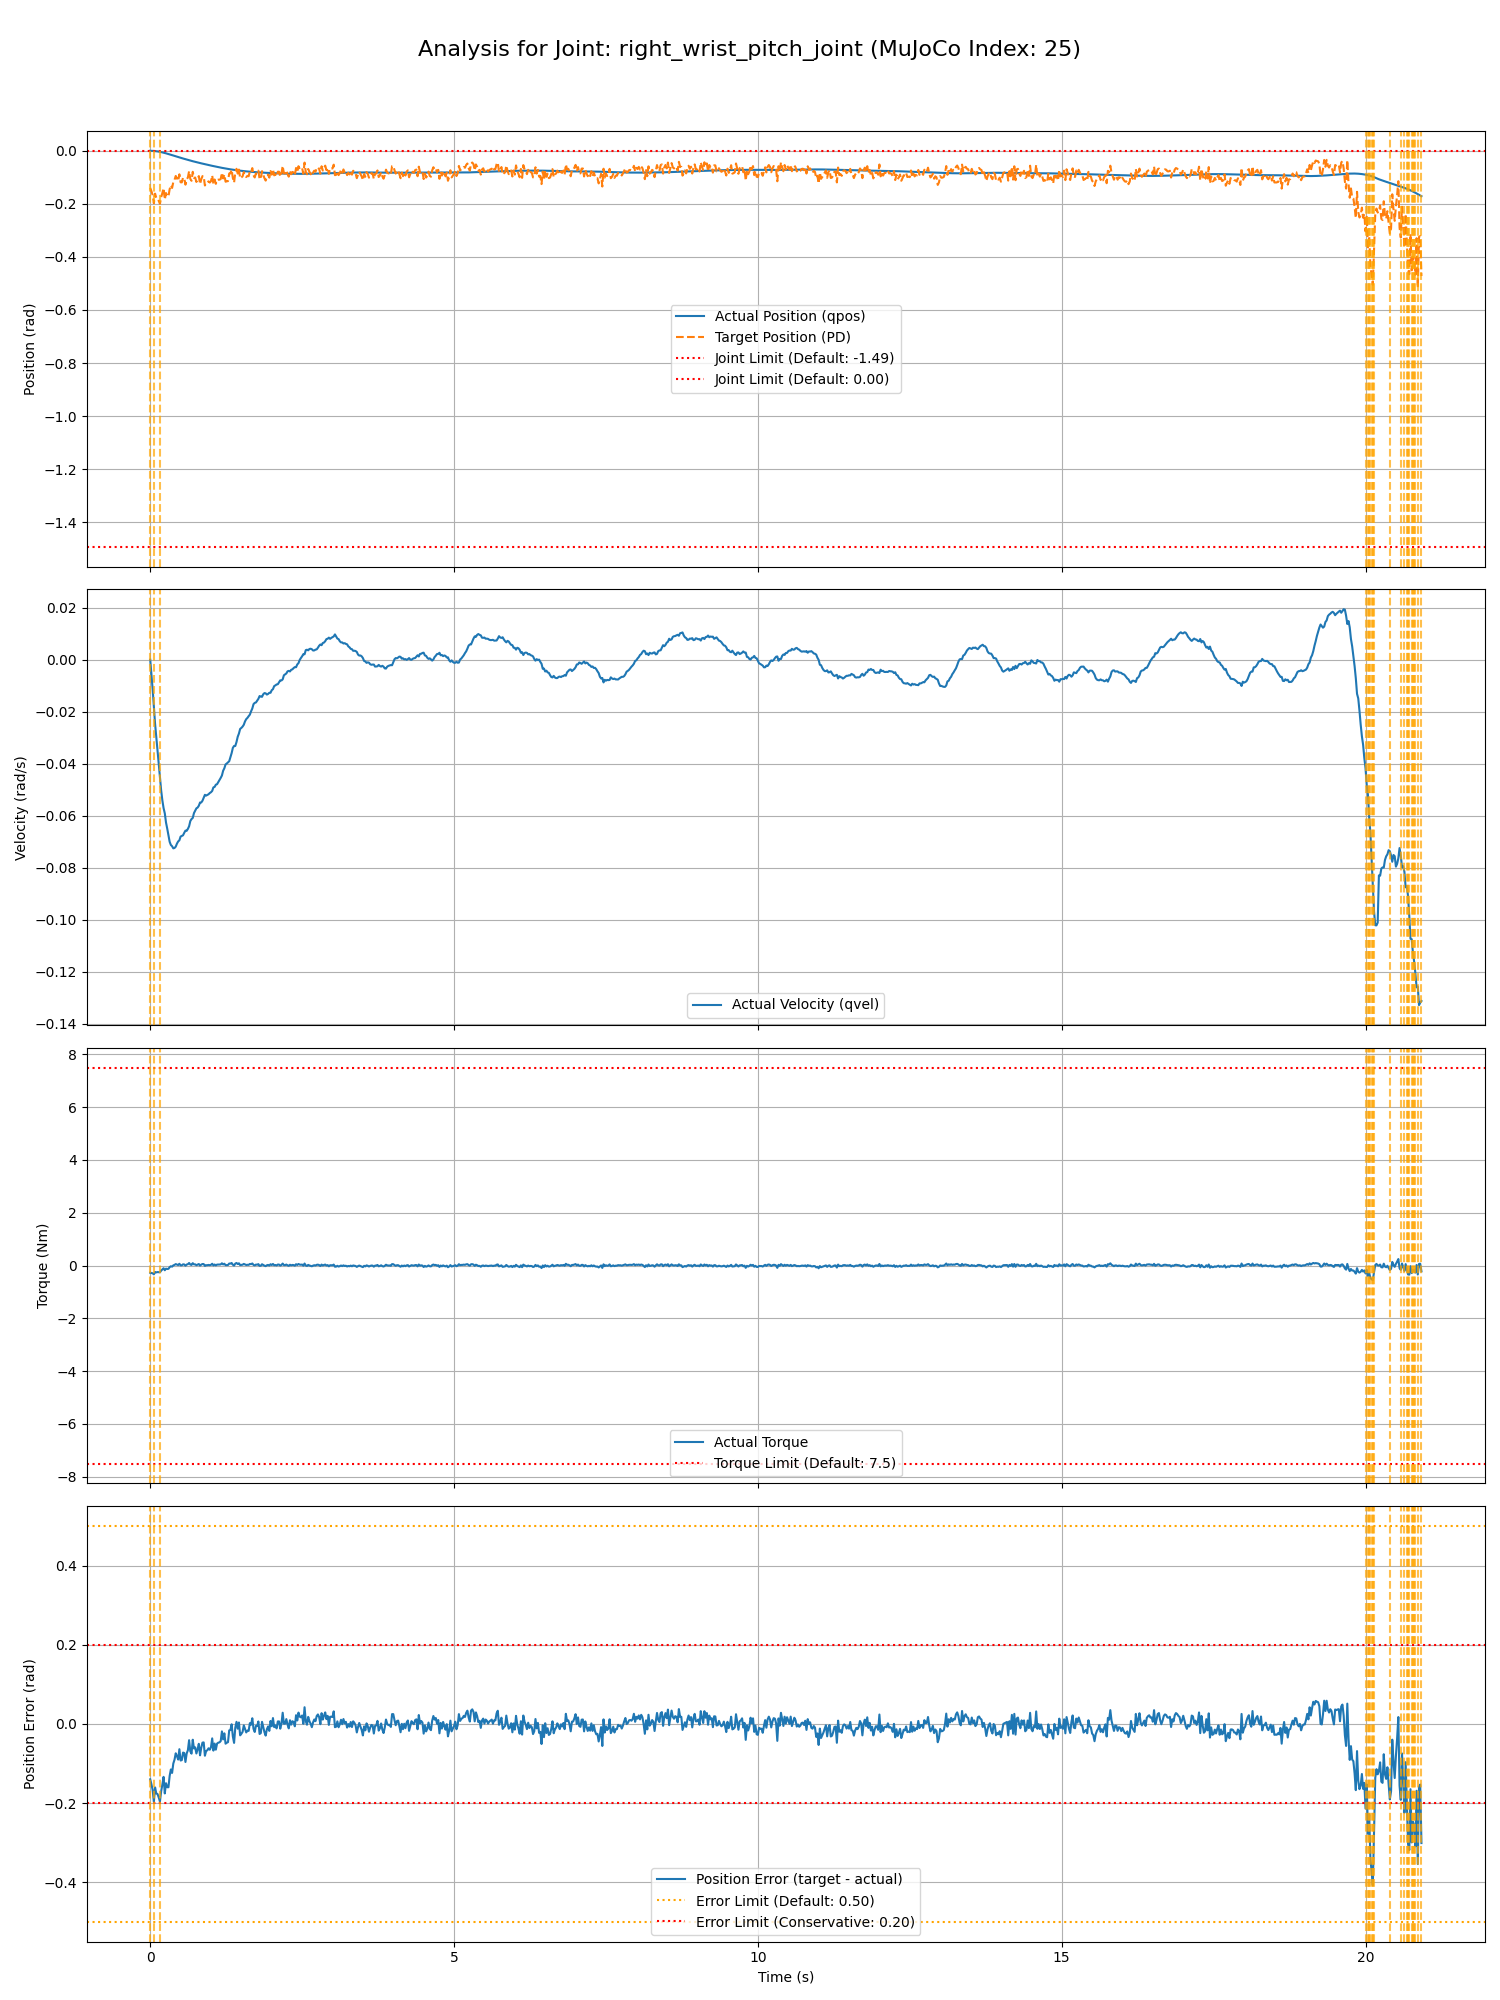 Analysis for Joint: right_wrist_pitch_joint (MuJoCo Index: 25)
0.0
−0.2
−0.4
−0.6
−0.8
−1.0
−1.2
−1.4
Position (rad)
Actual Position (qpos)
Target Position (PD)
Joint Limit (Default: -1.49)
Joint Limit (Default: 0.00)
0.02
0.00
−0.02
−0.04
−0.06
−0.08
−0.10
−0.12
−0.14
Velocity (rad/s)
Actual Velocity (qvel)
8
6
4
2
0
−2
−4
−6
−8
Torque (Nm)
Actual Torque
Torque Limit (Default: 7.5)
0.4
0.2
0.0
−0.2
−0.4
Position Error (rad)
Position Error (target - actual)
Error Limit (Default: 0.50)
Error Limit (Conservative: 0.20)
0
5
10
15
20
Time (s)